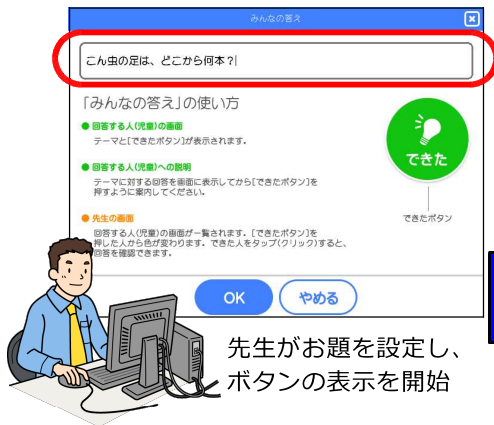 みんなの答え
こん虫の足は、どこから何本？
「みんなの答え」の使い方
● 回答する人(児童)の画面
テーマと[できたボタン]が表示されます。
● 回答する人(児童)への説明
テーマに対する回答を画面に表示してから[できたボタン]を
押すように案内してください。
● 先生の画面
回答する人(児童)の画面が一覧されます。[できたボタン]を
押した人から色が変わります。できた人をタップ(クリック)すると、
回答を確認できます。
できた
できたボタン
OK
やめる
先生がお題を設定し、
ボタンの表示を開始